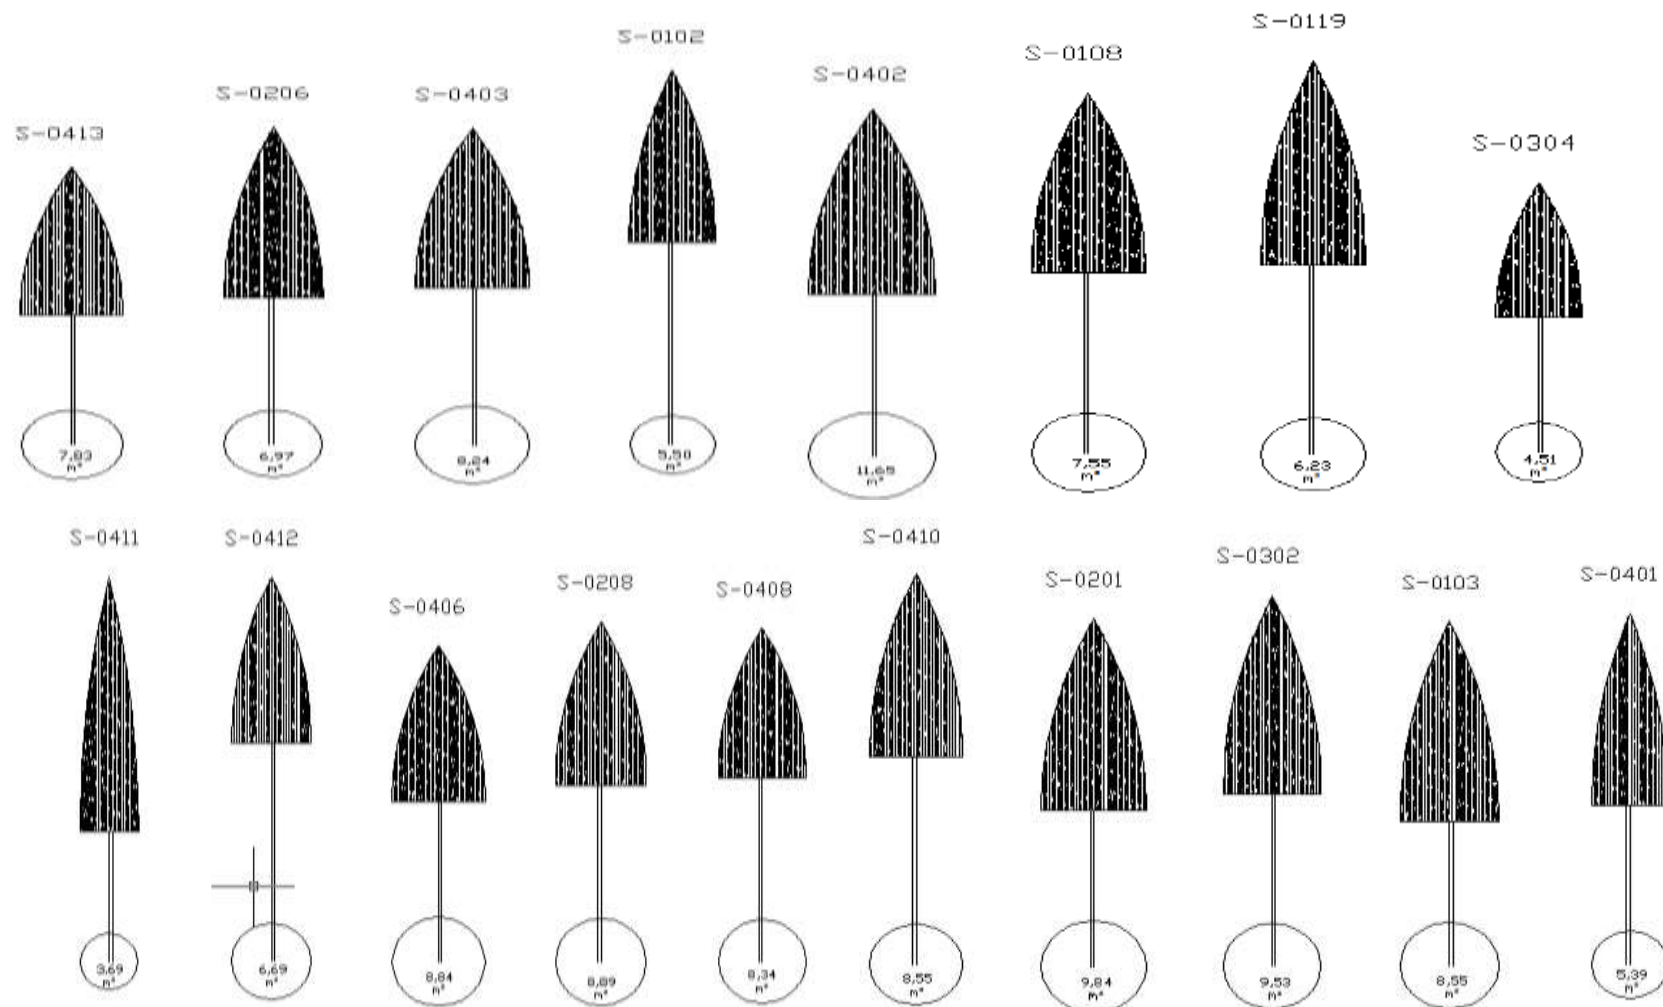 S-0119
S-0102
S-0108
S-0402
S-0206
S-0403
S-0413
S-0304
7,83
m²
6,97
m²
8,24
m²
5,50
m²
11,65
m²
7,55
m²
6,23
m²
4,51
m²
S-0411
S-0412
S-0406
S-0208
S-0408
S-0410
S-0201
S-0302
S-0103
S-0401
3,69
m²
6,69
m²
8,84
m²
8,89
m²
8,34
m²
8,55
m²
9,84
m²
9,53
m²
8,55
m²
5,39
m²